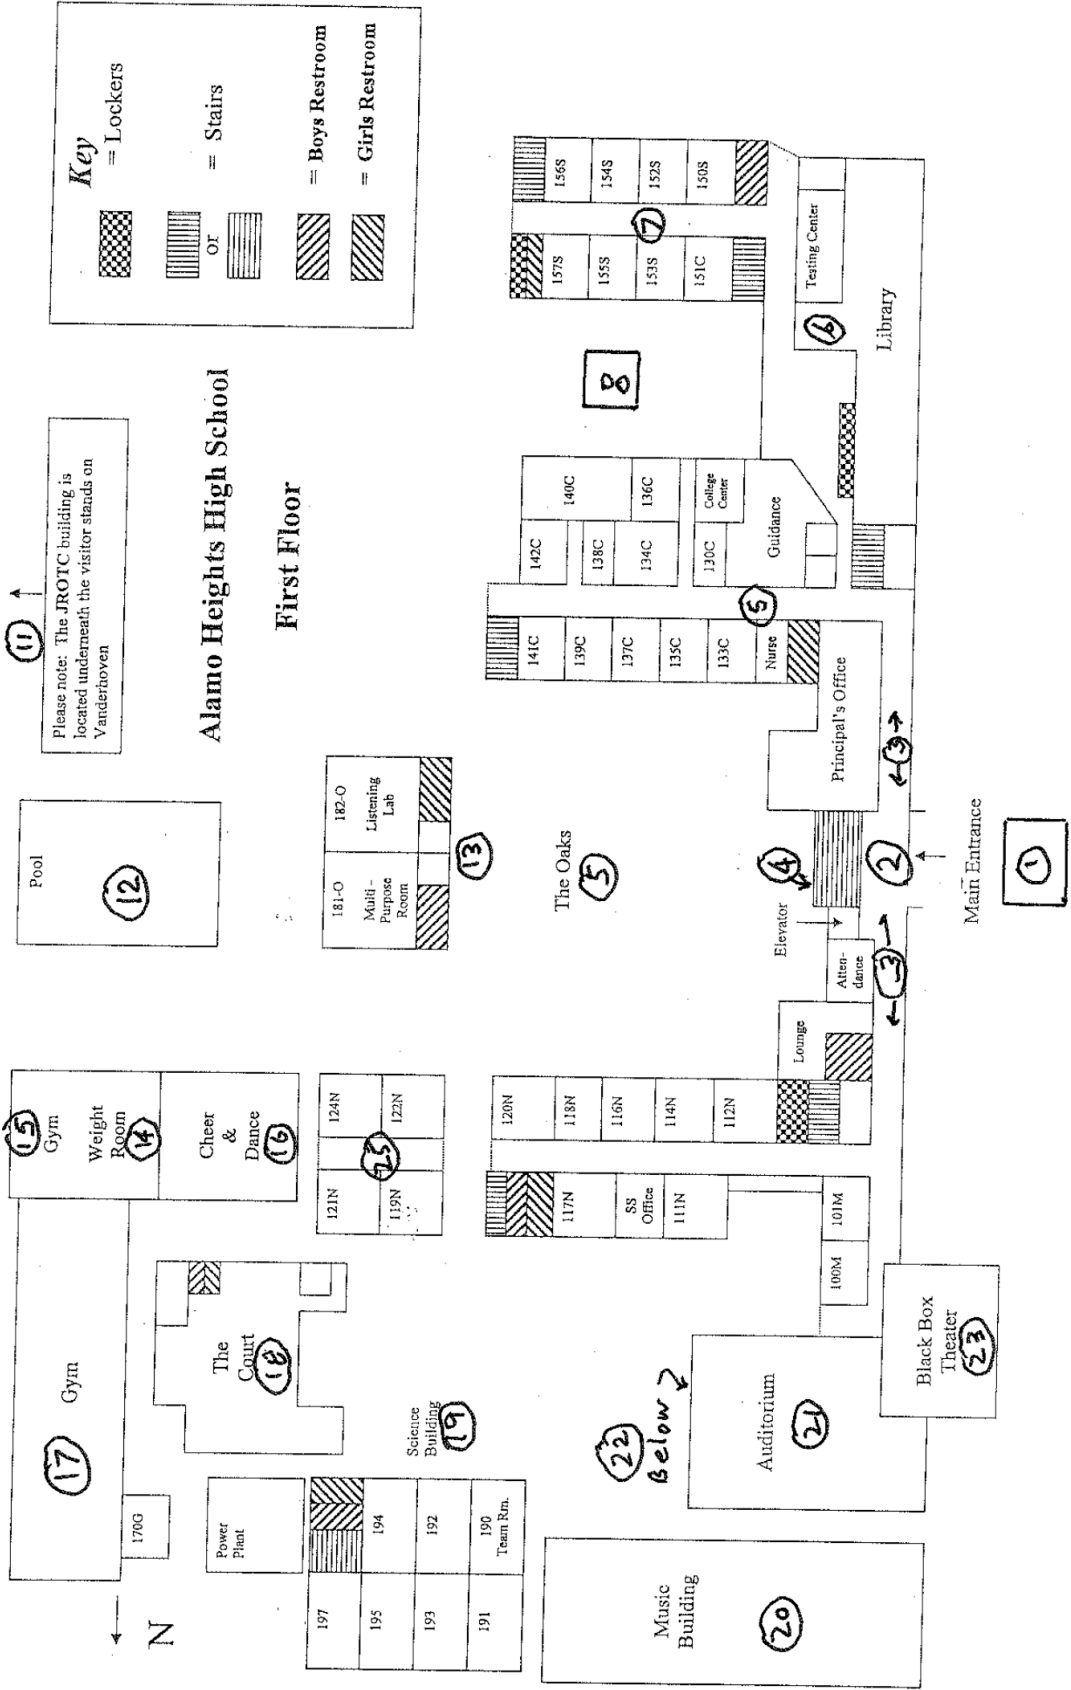 11
Please note: The JROTC building is
located underneath the visitor stands on
Vanderhoven
Alamo Heights High School
First Floor
Key
= Lockers
or
= Stairs
= Boys Restroom
= Girls Restroom
N
170G
17
Gym
15
Gym
Weight
Room
14
Cheer
&
Dance
16
Pool
12
Power
Plant
The
Court
18
197
195
193
191
194
192
190
Team Rm.
Science
Building
19
121N
119N
124N
122N
25
181-O
Multi-
Purpose
Room
182-O
Listening
Lab
13
The Oaks
5
Music
Building
20
22
Below
Auditorium
21
Black Box
Theater
23
100M
101M
117N
SS
Office
111N
120N
118N
116N
114N
112N
Lounge
Atten-
dance
Elevator
4
3
2
3
Main Entrance
1
Principal's Office
141C
139C
137C
135C
133C
Nurse
5
142C
138C
134C
130C
140C
136C
College
Center
Guidance
8
157S
155S
153S
151C
7
156S
154S
152S
150S
6
Testing Center
Library